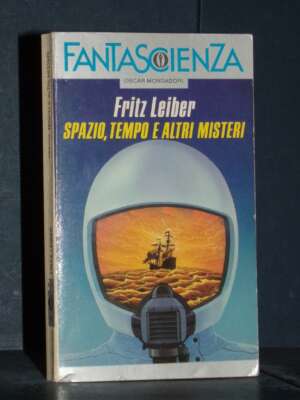 FANTASCIENZA
OSCAR MONDADORI
Fritz Leiber
SPAZIO, TEMPO E ALTRI MISTERI